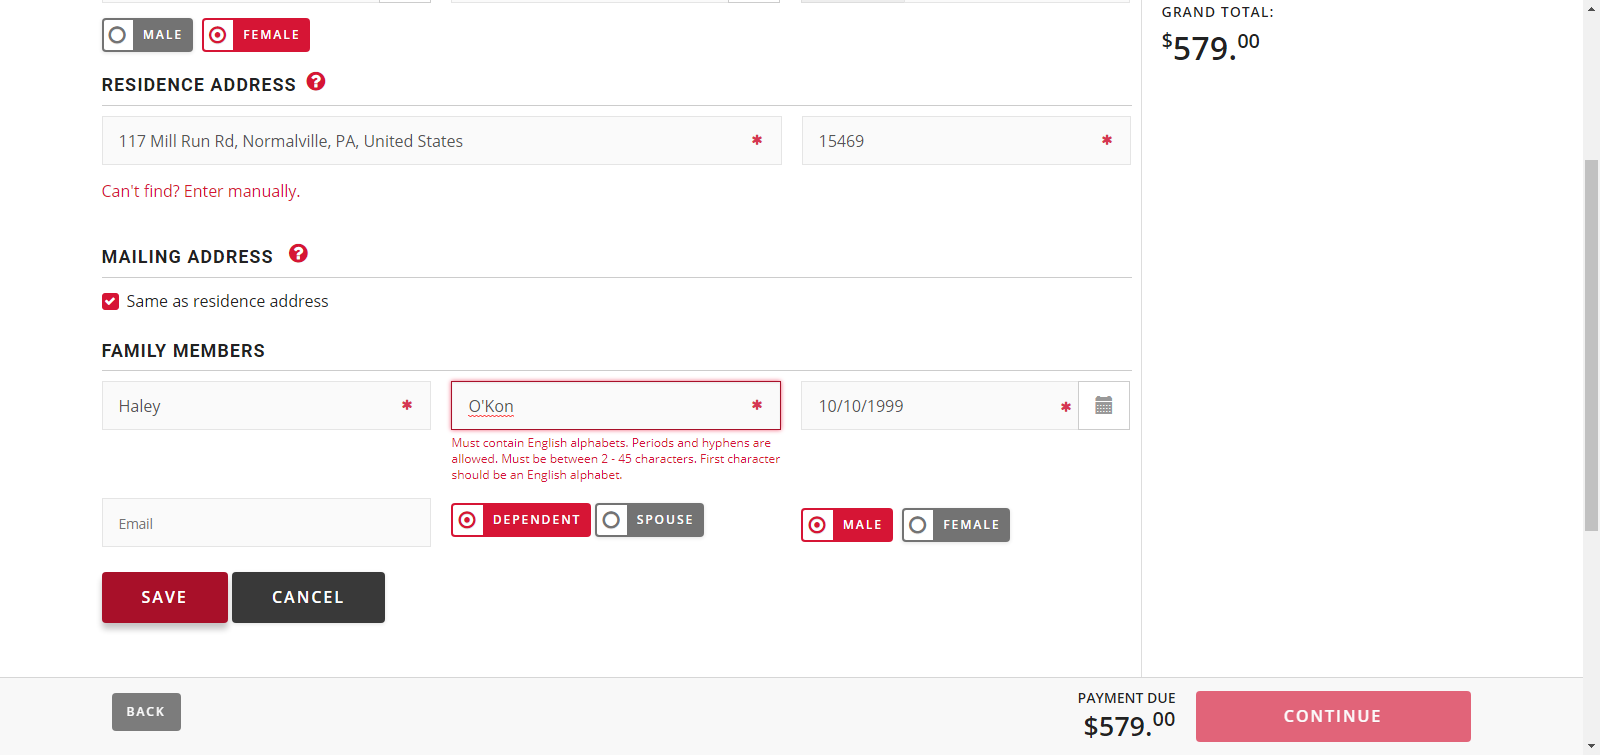 GRAND TOTAL:
$579.00
MALE
FEMALE
RESIDENCE ADDRESS
117 Mill Run Rd, Normalville, PA, United States *
15469 *
Can't find? Enter manually.
MAILING ADDRESS
Same as residence address
FAMILY MEMBERS
Haley *
O'Kon *
10/10/1999 *
Must contain English alphabets. Periods and hyphens are
allowed. Must be between 2 - 45 characters. First character
should be an English alphabet.
Email
DEPENDENT
SPOUSE
MALE
FEMALE
SAVE
CANCEL
BACK
PAYMENT DUE
$579.00
CONTINUE